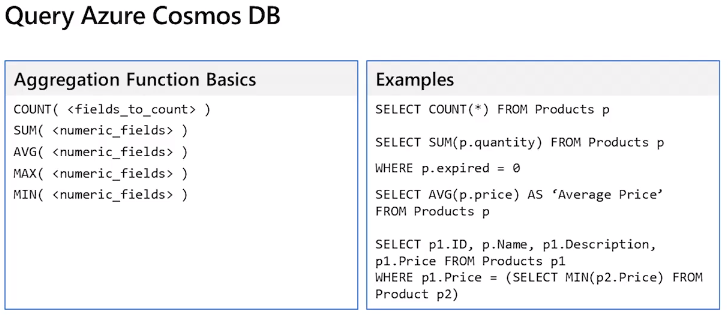 Query Azure Cosmos DB
Aggregation Function Basics
COUNT( <fields_to_count> )
SUM( <numeric_fields> )
AVG( <numeric_fields> )
MAX( <numeric_fields> )
MIN( <numeric_fields> )
Examples
SELECT COUNT(*) FROM Products p
SELECT SUM(p.quantity) FROM Products p
WHERE p.expired = 0
SELECT AVG(p.price) AS ‘Average Price’
FROM Products p
SELECT p1.ID, p.Name, p1.Description,
p1.Price FROM Products p1
WHERE p1.Price = (SELECT MIN(p2.Price) FROM
Product p2)